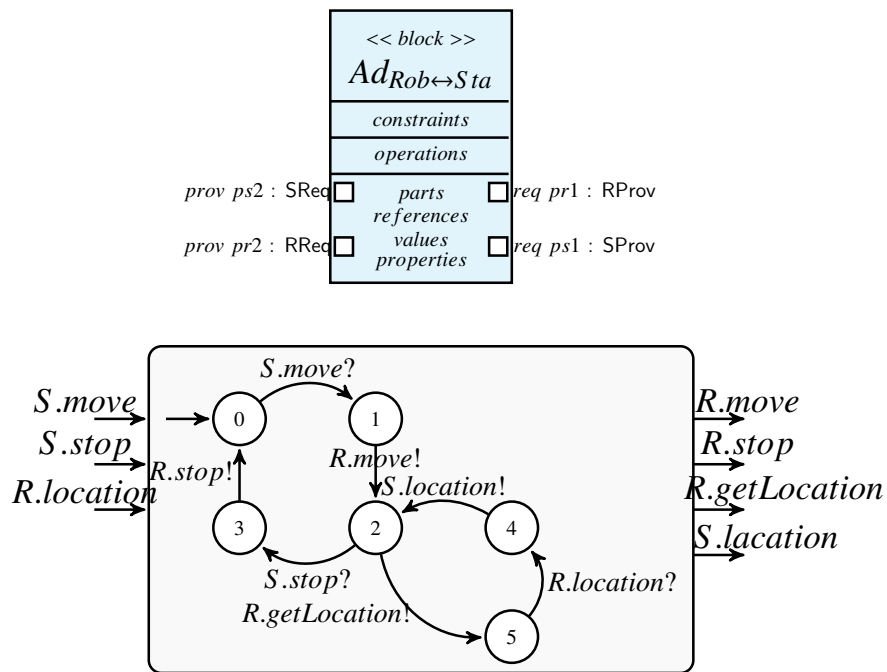 << block >>
Ad Rob↔Sta
constraints
operations
prov ps2 : SReq
parts
req pr1 : RProv
references
prov pr2 : RReq
values
req ps1 : SProv
properties
S.move?
S.move
0
1
R.move
S.stop
R.stop!
R.move!
R.stop
R.location
S.location!
R.getLocation
3
2
4
S.lacation
S.stop?
R.location?
R.getLocation!
5